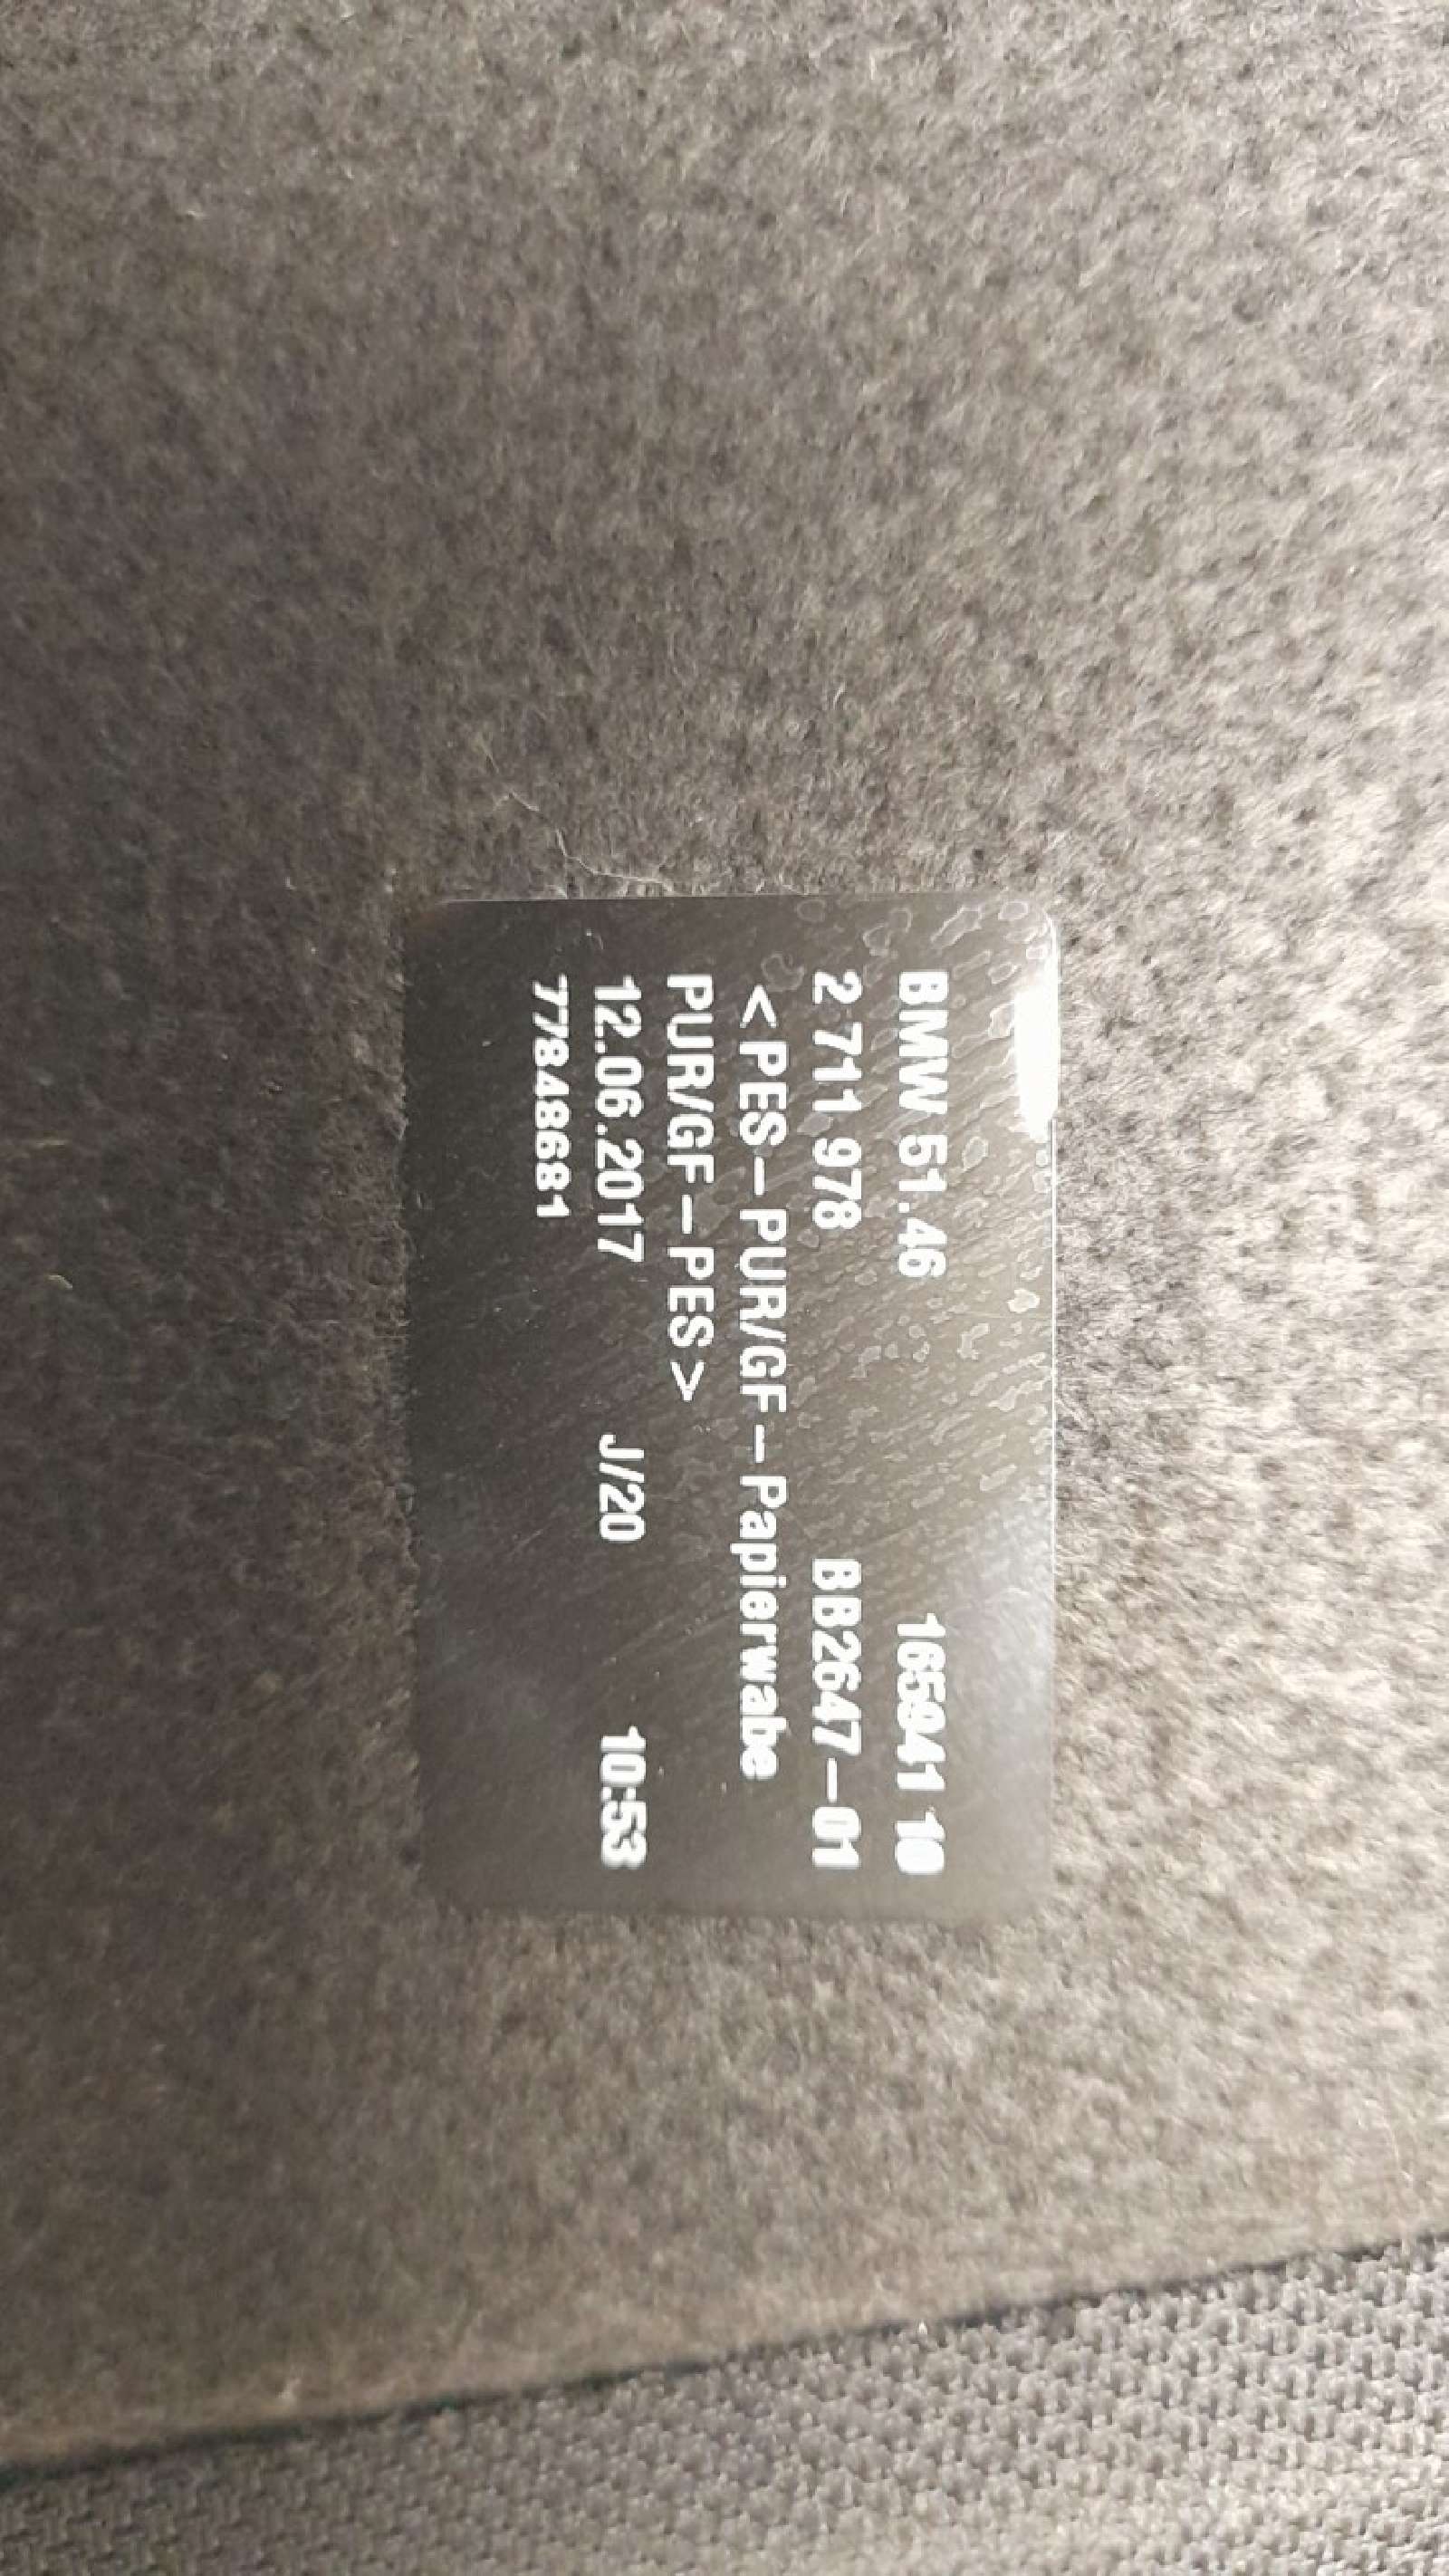 BMW 51.46 165941 10
2 711 978 BB2647-01
<PES-PUR/GF-Papierwabe
PUR/GF-PES>
12.06.2017 J/20 10:53
77848681